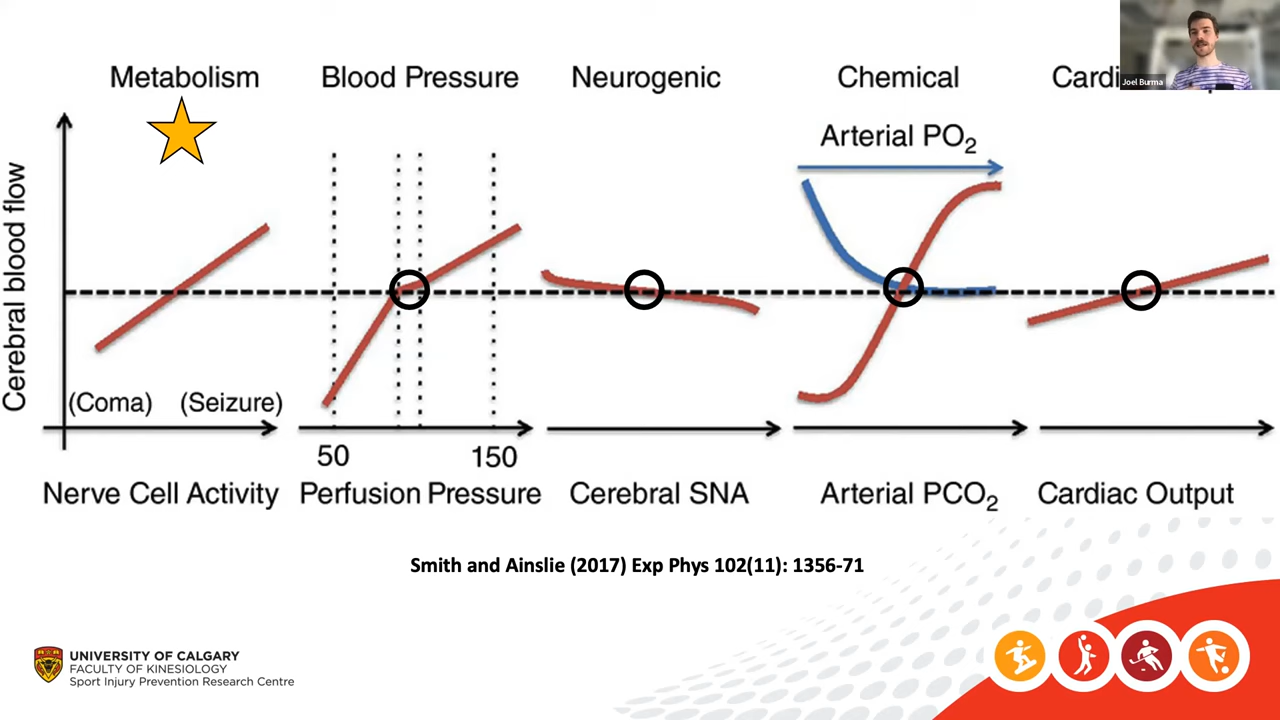 Metabolism
Blood Pressure
Neurogenic
Chemical
Joel Burma
Arterial PO2
Cerebral blood flow
(Coma)
(Seizure)
50
150
Nerve Cell Activity
Perfusion Pressure
Cerebral SNA
Arterial PCO2
Cardiac Output
Smith and Ainslie (2017) Exp Phys 102(11): 1356-71
UNIVERSITY OF CALGARY
FACULTY OF KINESIOLOGY
Sport Injury Prevention Research Centre